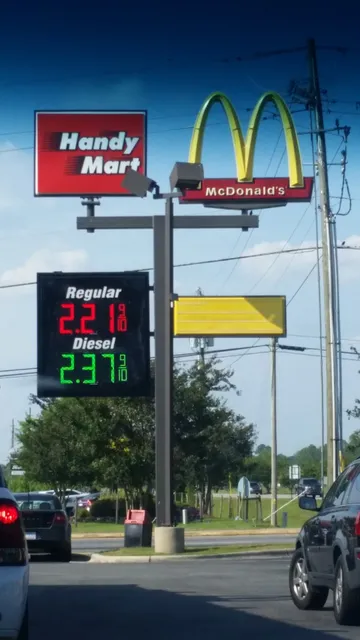 Handy
Mart
McDonald's
Regular
2.21 9/10
Diesel
2.37 9/10